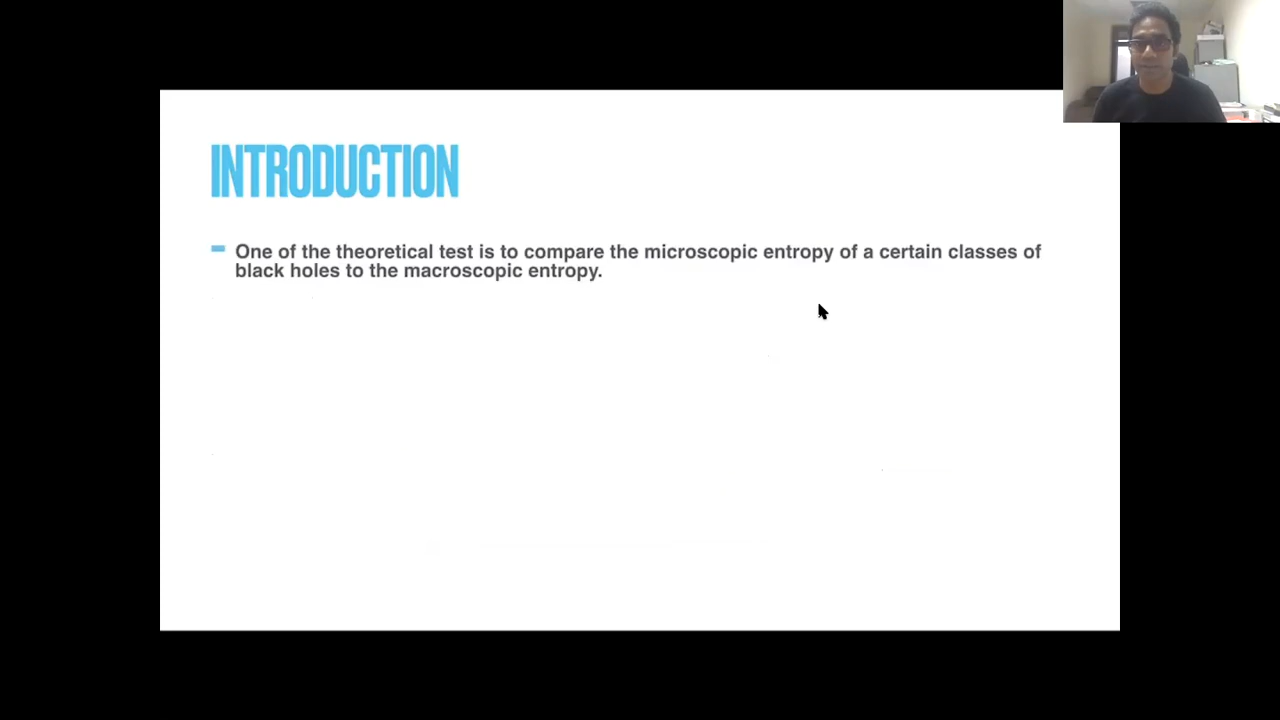 INTRODUCTION
One of the theoretical test is to compare the microscopic entropy of a certain classes of
black holes to the macroscopic entropy.